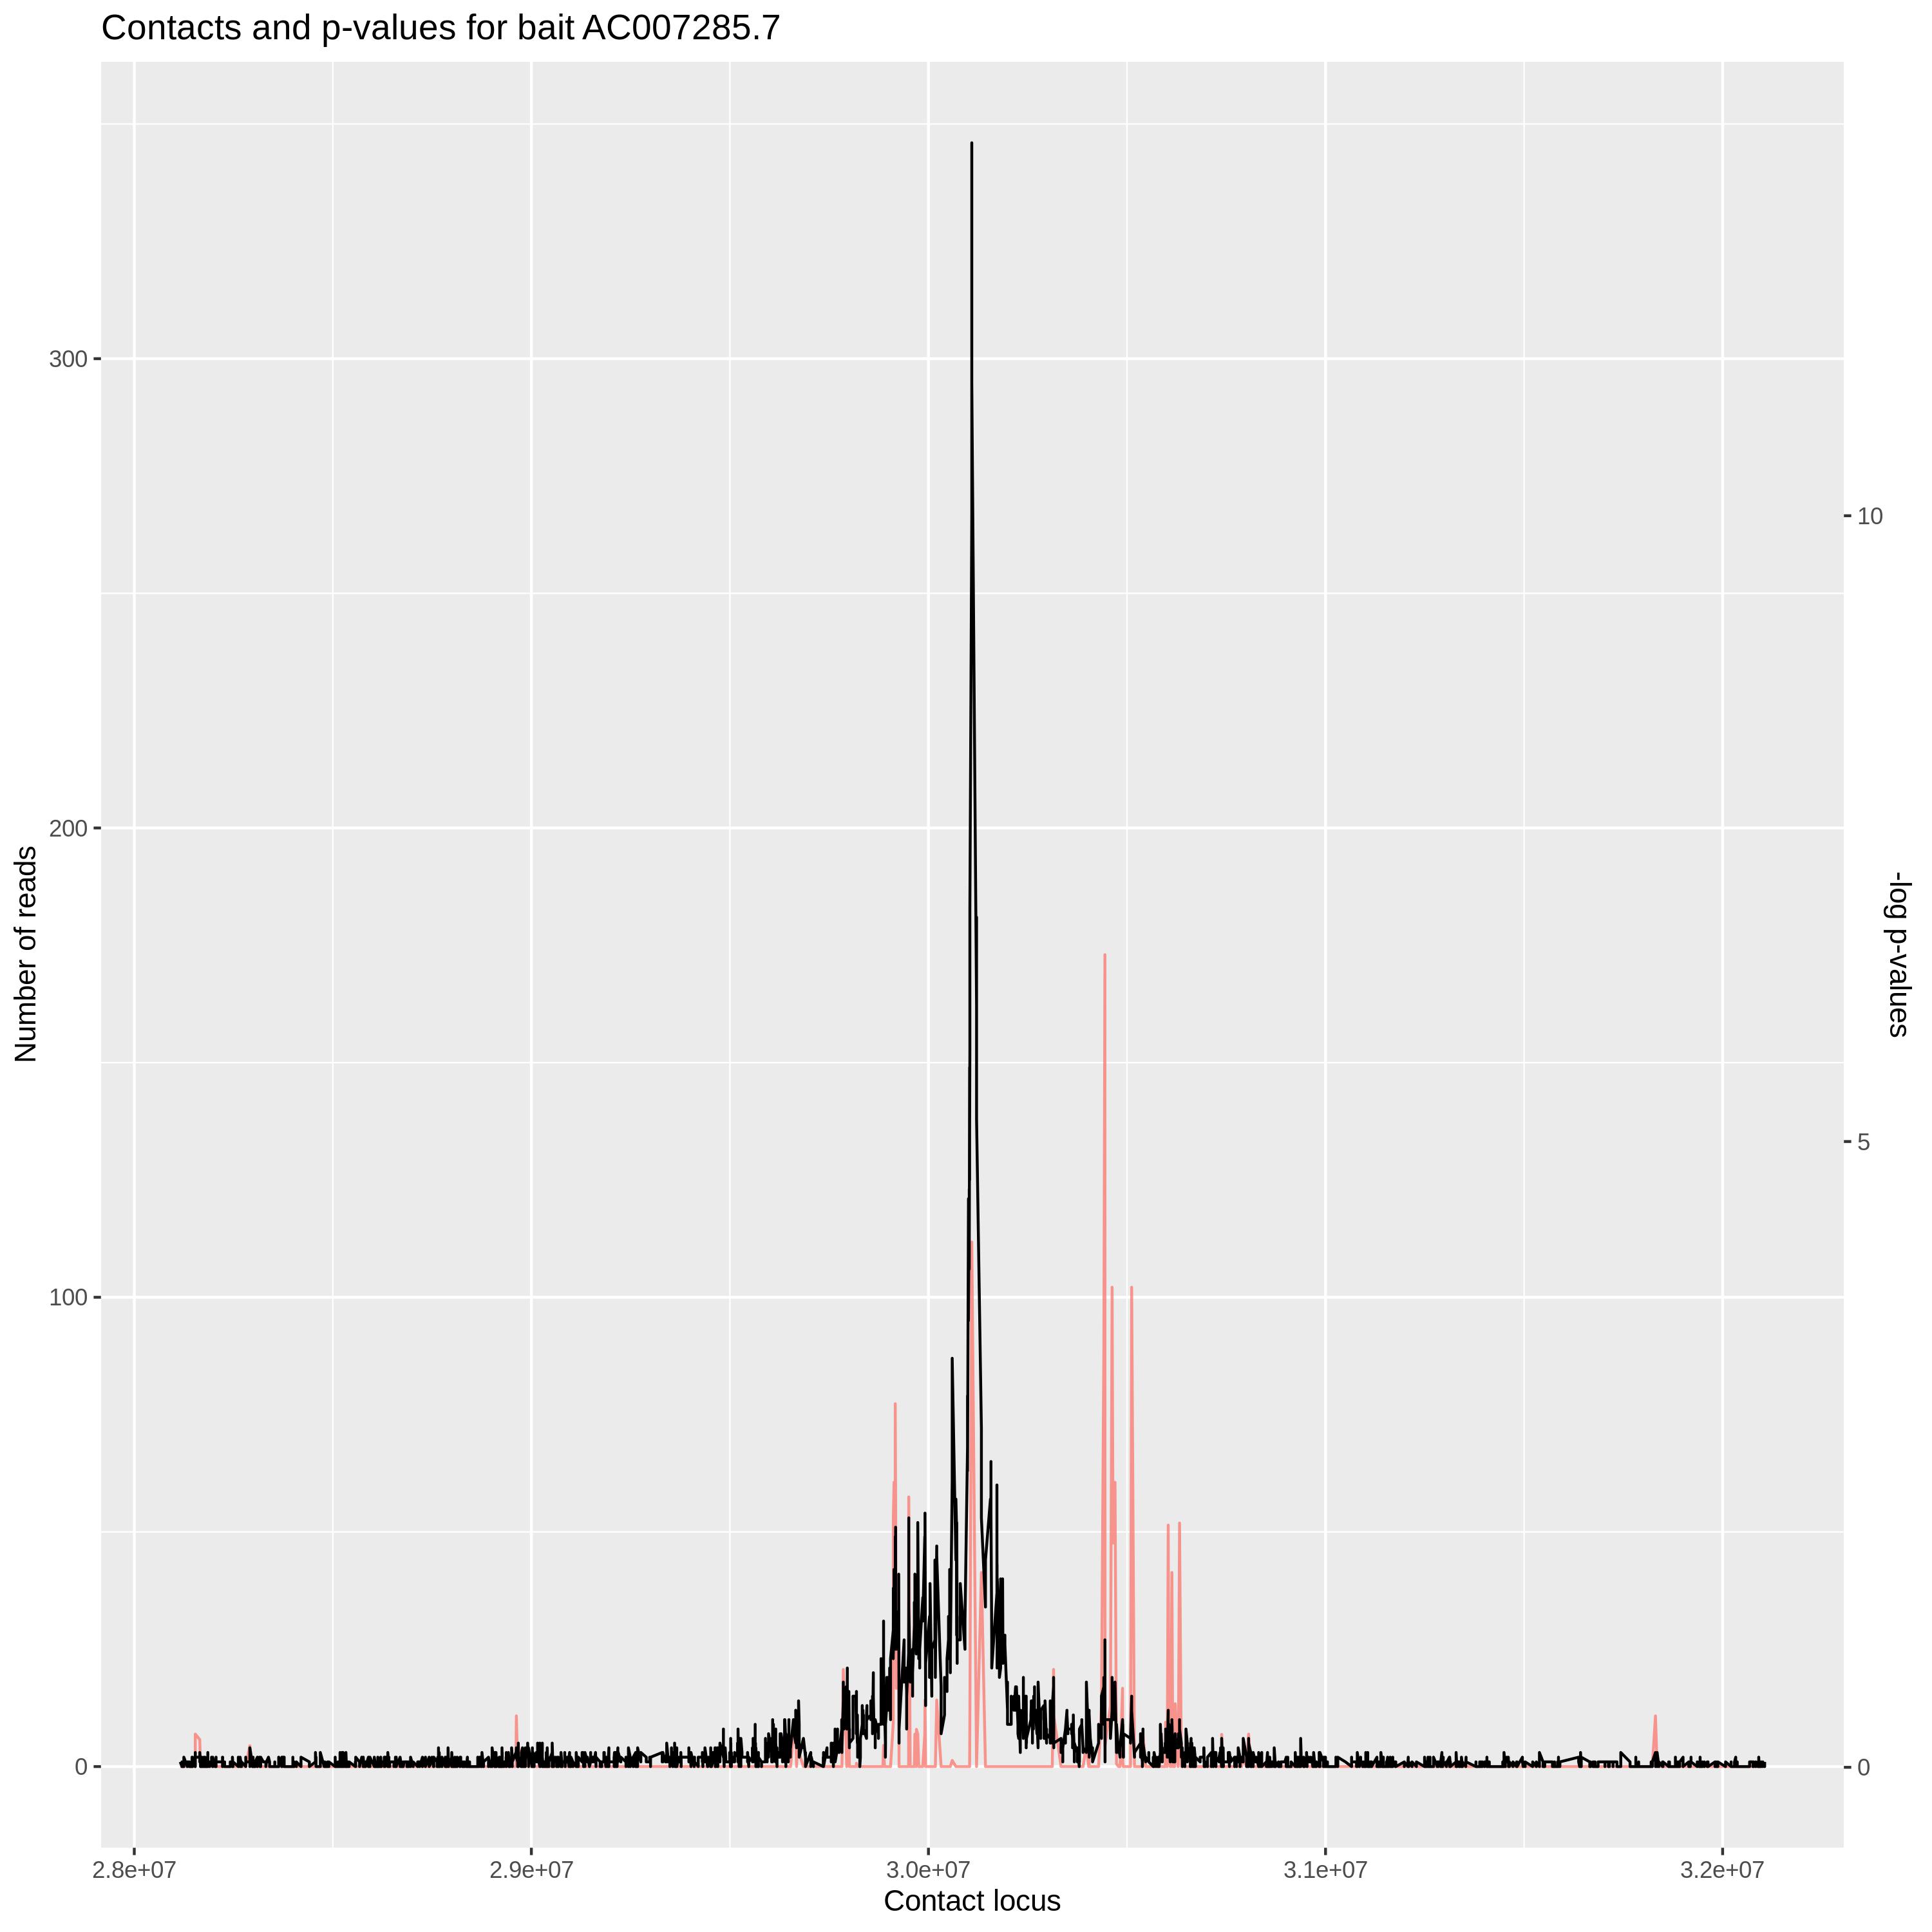 Contacts and p-values for bait AC007285.7
300
200
100
0
Number of reads
10
5
0
-log p-values
2.8e+07
2.9e+07
3.0e+07
3.1e+07
3.2e+07
Contact locus